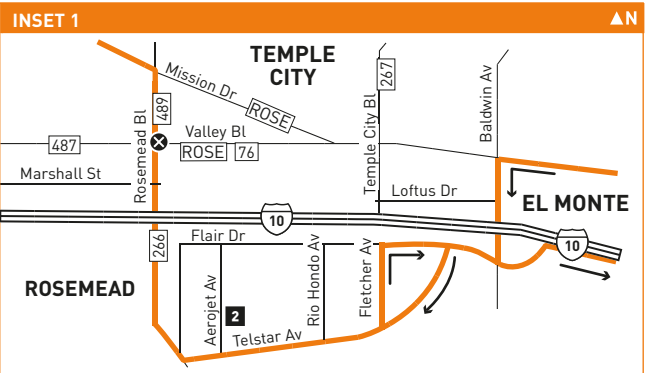 INSET 1
▲N
TEMPLE
CITY
Mission Dr
ROSE
267
Baldwin Av
489
Rosemead Bl
Valley Bl
487
ROSE
76
Temple City Bl
Marshall St
Loftus Dr
EL MONTE
10
10
266
Flair Dr
ROSEMEAD
Aerojet Av
2
Rio Hondo Av
Fletcher Av
Telstar Av